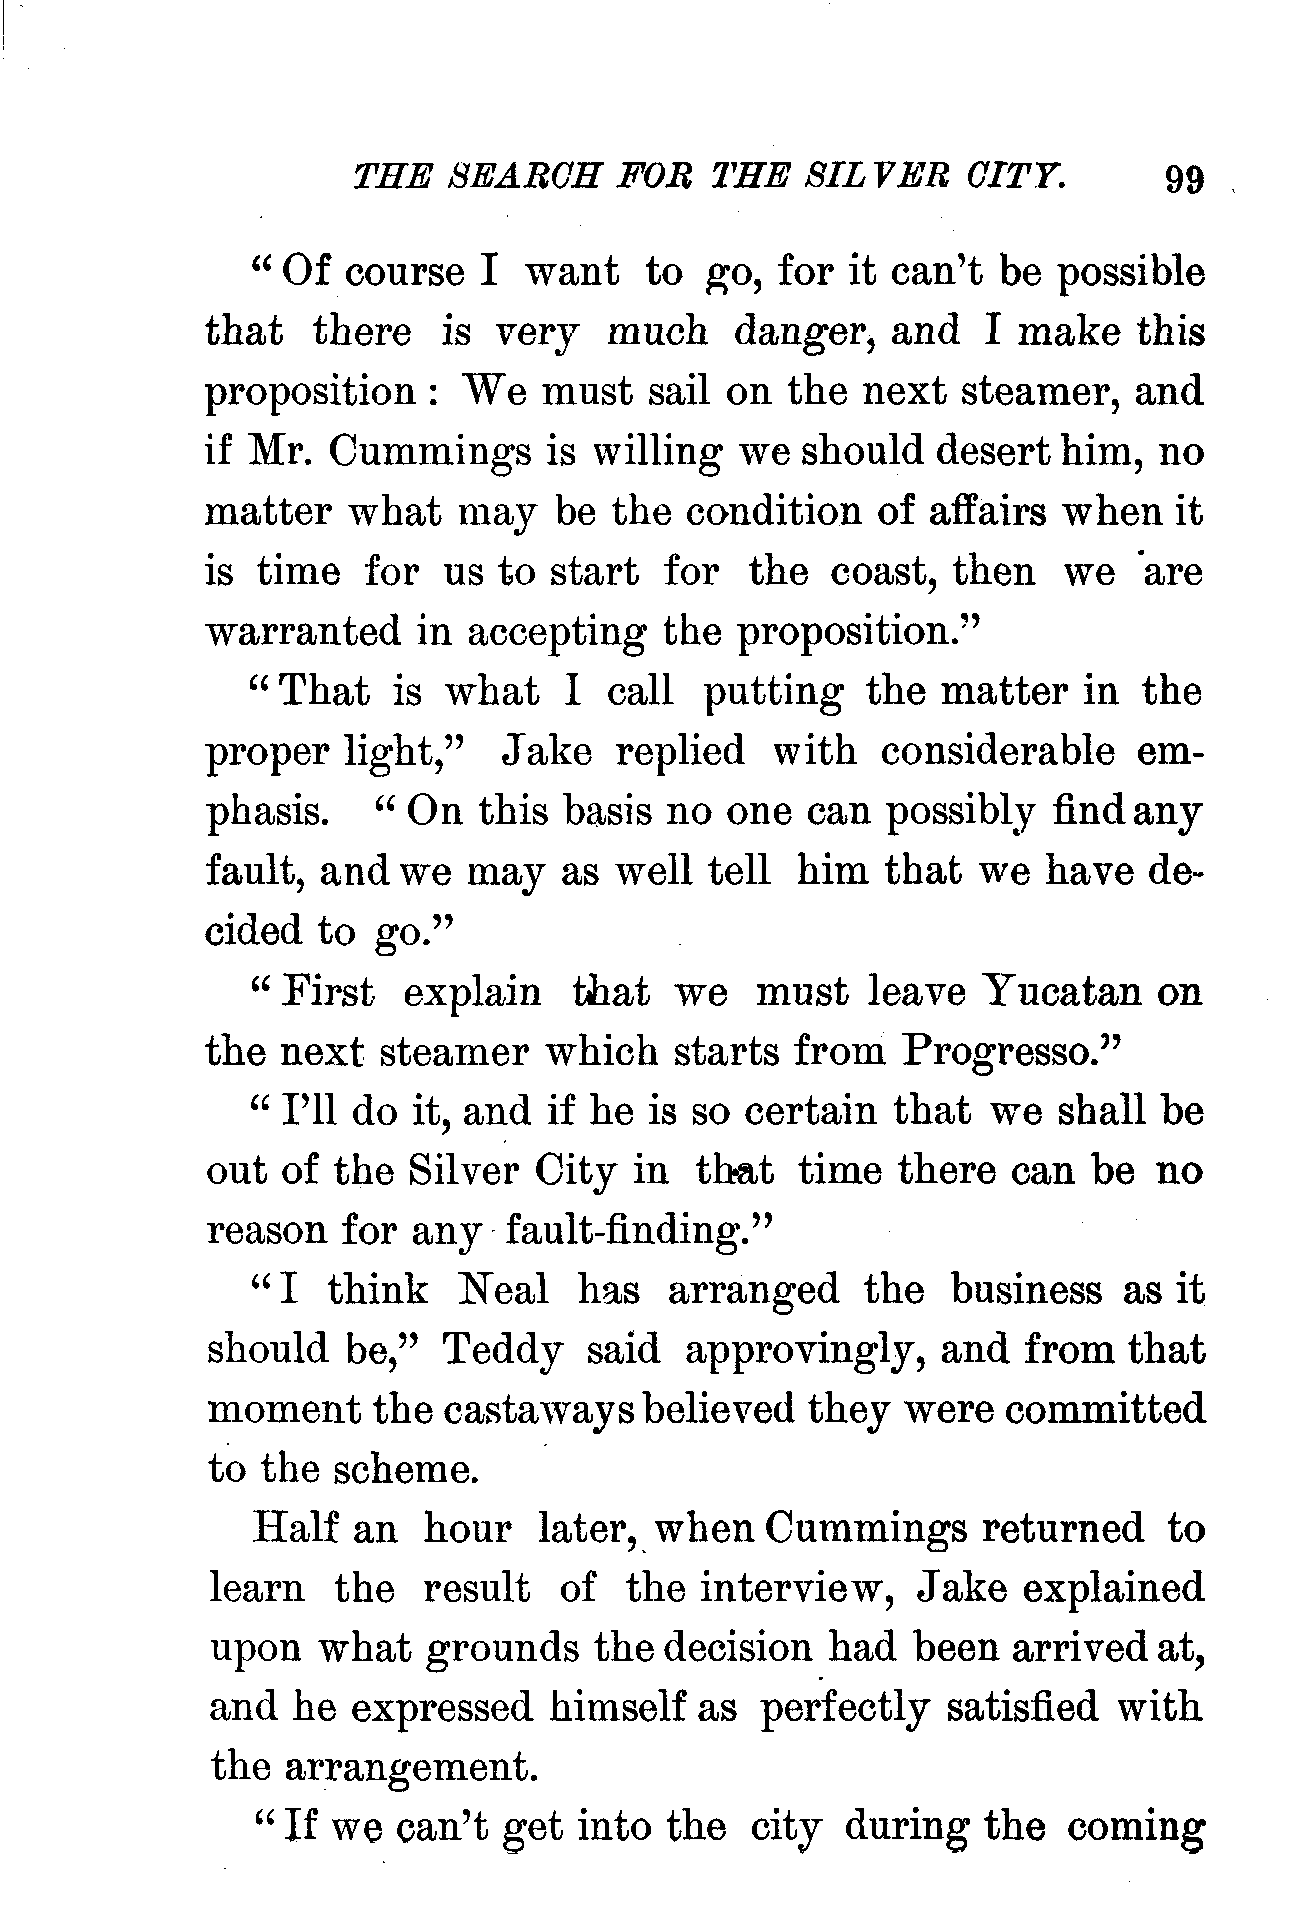 THE SEARCH FOR THE SILVER CITY. 99
“Of course I want to go, for it can’t be possible
that there is very much danger, and I make this
proposition: We must sail on the next steamer, and
if Mr. Cummings is willing we should desert him, no
matter what may be the condition of affairs when it
is time for us to start for the coast, then we are
warranted in accepting the proposition.”
“That is what I call putting the matter in the
proper light,” Jake replied with considerable em-
phasis. “On this basis no one can possibly find any
fault, and we may as well tell him that we have de-
cided to go.”
“First explain that we must leave Yucatan on
the next steamer which starts from Progresso.”
“I’ll do it, and if he is so certain that we shall be
out of the Silver City in that time there can be no
reason for any fault-finding.”
“I think Neal has arranged the business as it
should be,” Teddy said approvingly, and from that
moment the castaways believed they were committed
to the scheme.
Half an hour later, when Cummings returned to
learn the result of the interview, Jake explained
upon what grounds the decision had been arrived at,
and he expressed himself as perfectly satisfied with
the arrangement.
“If we can’t get into the city during the coming